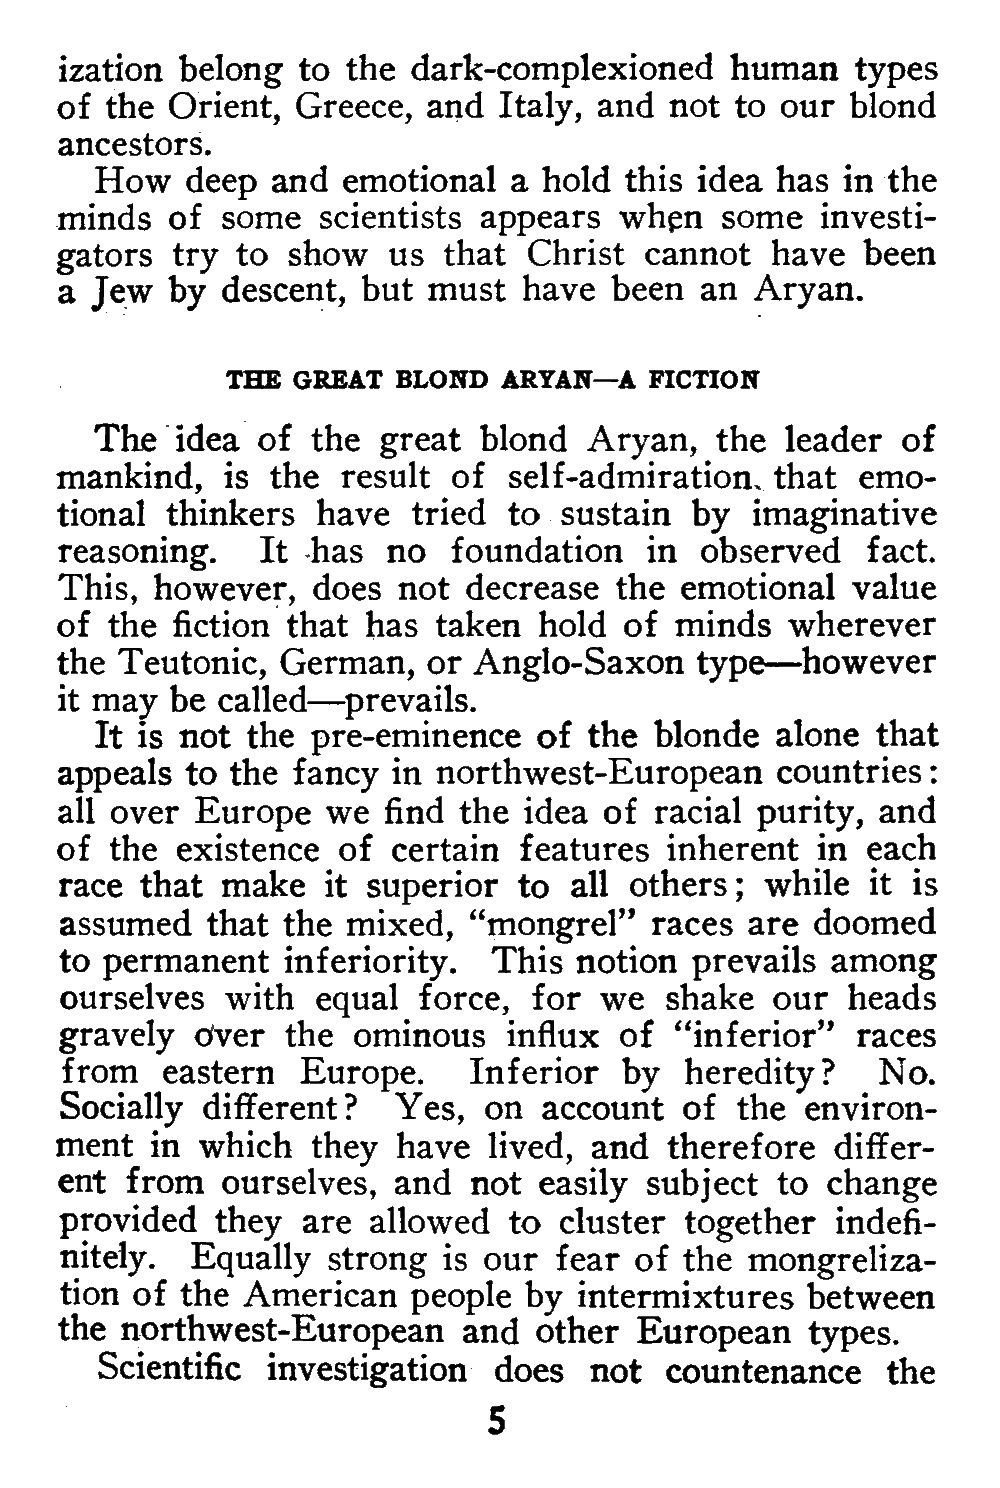 ization belong to the dark-complexioned human types
of the Orient, Greece, and Italy, and not to our blond
ancestors.
How deep and emotional a hold this idea has in the
minds of some scientists appears when some investi-
gators try to show us that Christ cannot have been
a Jew by descent, but must have been an Aryan.
THE GREAT BLOND ARYAN—A FICTION
The idea of the great blond Aryan, the leader of
mankind, is the result of self-admiration that emo-
tional thinkers have tried to sustain by imaginative
reasoning. It has no foundation in observed fact.
This, however, does not decrease the emotional value
of the fiction that has taken hold of minds wherever
the Teutonic, German, or Anglo-Saxon type—however
it may be called—prevails.
It is not the pre-eminence of the blonde alone that
appeals to the fancy in northwest-European countries:
all over Europe we find the idea of racial purity, and
of the existence of certain features inherent in each
race that make it superior to all others; while it is
assumed that the mixed, “mongrel” races are doomed
to permanent inferiority. This notion prevails among
ourselves with equal force, for we shake our heads
gravely over the ominous influx of “inferior” races
from eastern Europe. Inferior by heredity? No.
Socially different? Yes, on account of the environ-
ment in which they have lived, and therefore differ-
ent from ourselves, and not easily subject to change
provided they are allowed to cluster together indefi-
nitely. Equally strong is our fear of the mongreliza-
tion of the American people by intermixtures between
the northwest-European and other European types.
Scientific investigation does not countenance the
5